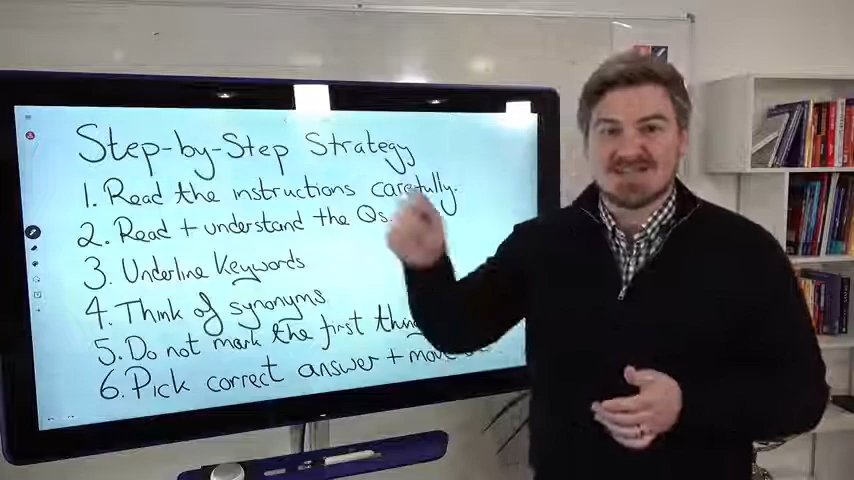 Step-by-Step Strategy
1. Read the instructions carefully.
2. Read + understand the Qs.
3. Underline Keywords
4. Think of synonyms
5. Do not mark the first thing
6. Pick correct answer + move